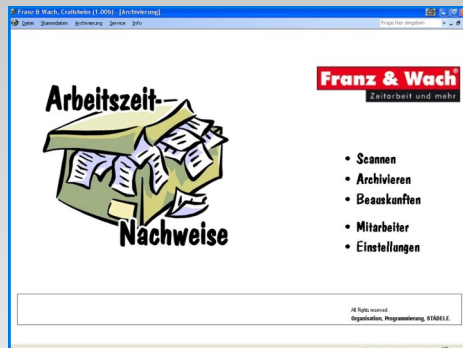 Franz & Wach, Crailsheim (1.00b) - [Archivierung]
Datei Stammdaten Archivierung Service Info
Frage hier eingeben
Franz & Wach®
Zeitarbeit und mehr
Arbeitszeit-
Nachweise
• Scannen
• Archivieren
• Beauskunften
• Mitarbeiter
• Einstellungen
All Rights reserved.
Organisation, Programmierung, STÄDELE.